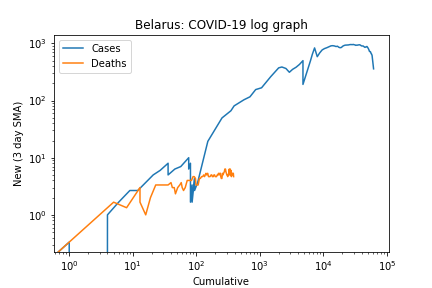 Belarus: COVID-19 log graph
Cases
Deaths
New (3 day SMA)
10³
10²
10¹
10⁰
10⁰ 10¹ 10² 10³ 10⁴ 10⁵
Cumulative